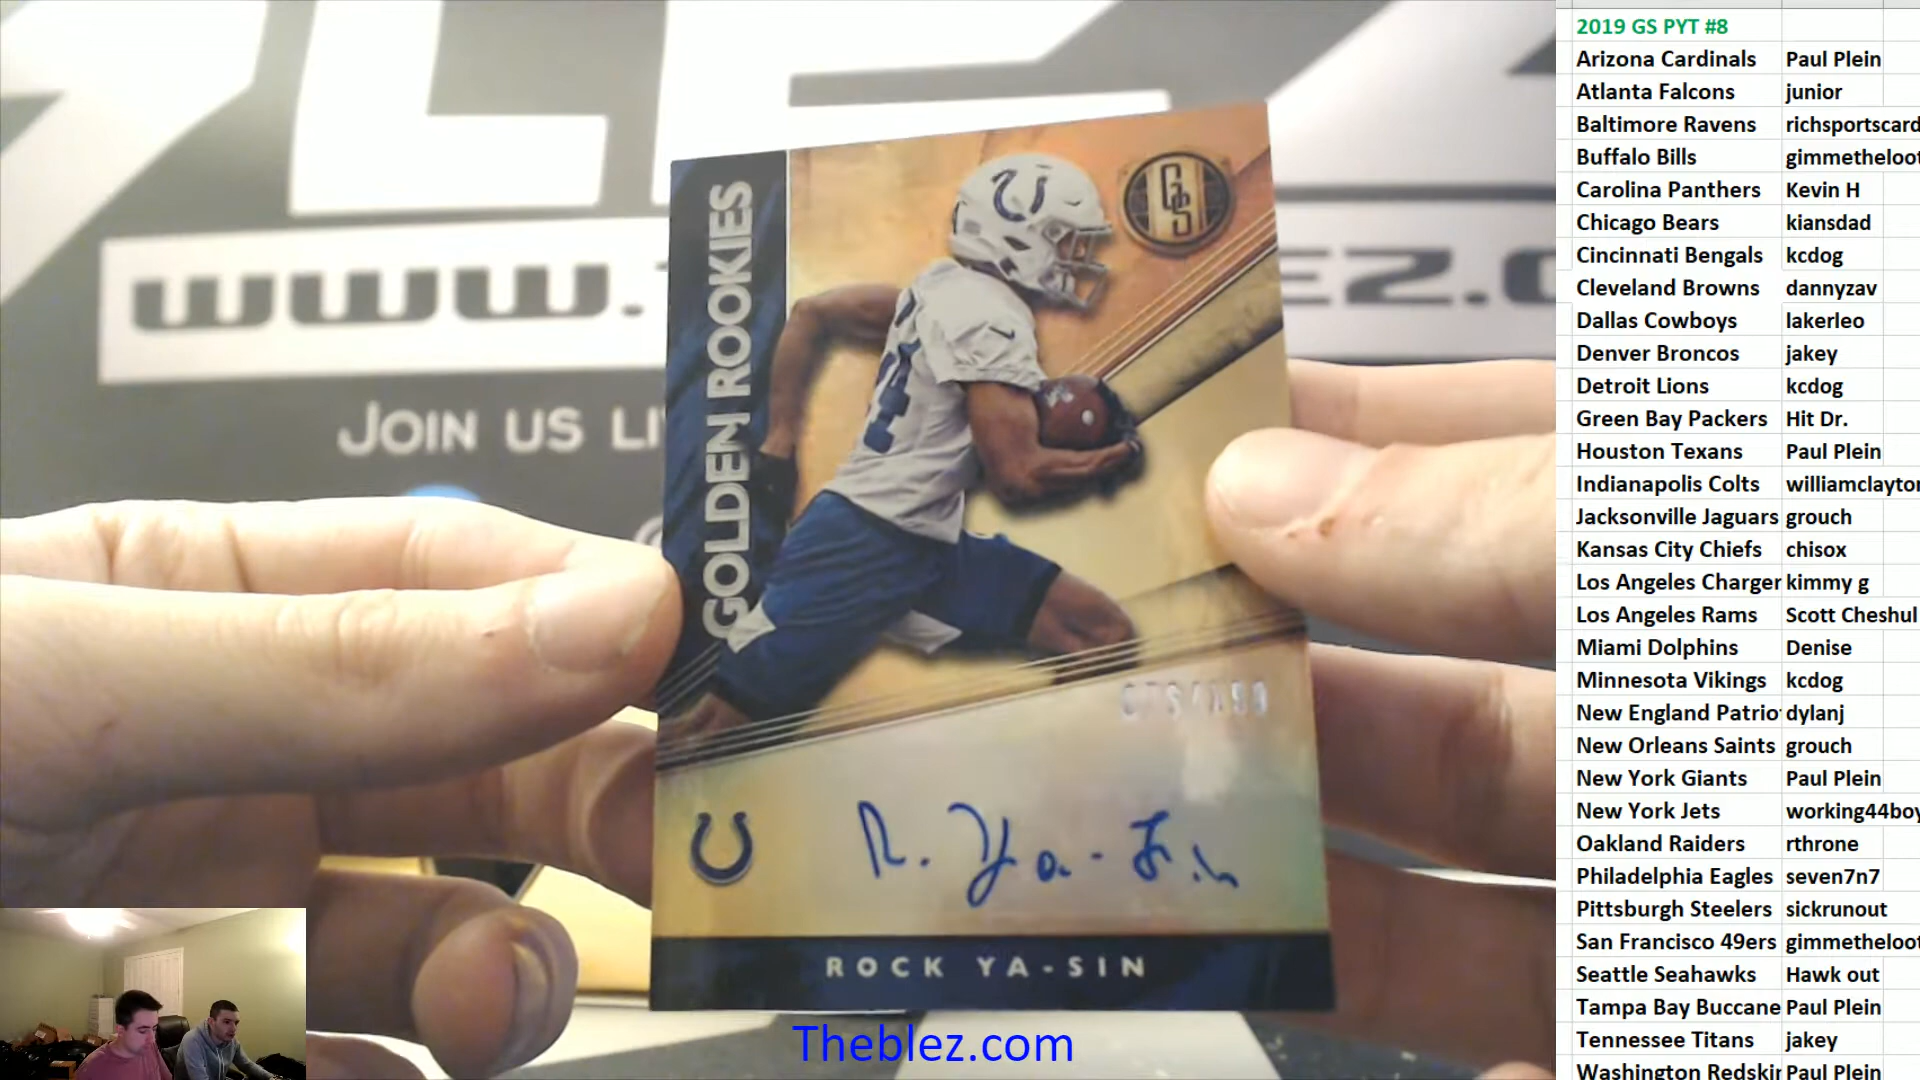 www.
EZ.C
JOIN US LI
GOLDEN ROOKIES
GS
R. Ya-Sin
ROCK YA-SIN
Theblez.com
2019 GS PYT #8
Arizona Cardinals Paul Plein
Atlanta Falcons junior
Baltimore Ravens richsportscard
Buffalo Bills gimmetheloot
Carolina Panthers Kevin H
Chicago Bears kiansdad
Cincinnati Bengals kcdog
Cleveland Browns dannyzav
Dallas Cowboys lakerleo
Denver Broncos jakey
Detroit Lions kcdog
Green Bay Packers Hit Dr.
Houston Texans Paul Plein
Indianapolis Colts williamclayton
Jacksonville Jaguars grouch
Kansas City Chiefs chisox
Los Angeles Charger kimmy g
Los Angeles Rams Scott Cheshul
Miami Dolphins Denise
Minnesota Vikings kcdog
New England Patriot dylanj
New Orleans Saints grouch
New York Giants Paul Plein
New York Jets working44boy
Oakland Raiders rthrone
Philadelphia Eagles seven7n7
Pittsburgh Steelers sickrunout
San Francisco 49ers gimmetheloot
Seattle Seahawks Hawk out
Tampa Bay Buccane Paul Plein
Tennessee Titans jakey
Washington Redskin Paul Plein